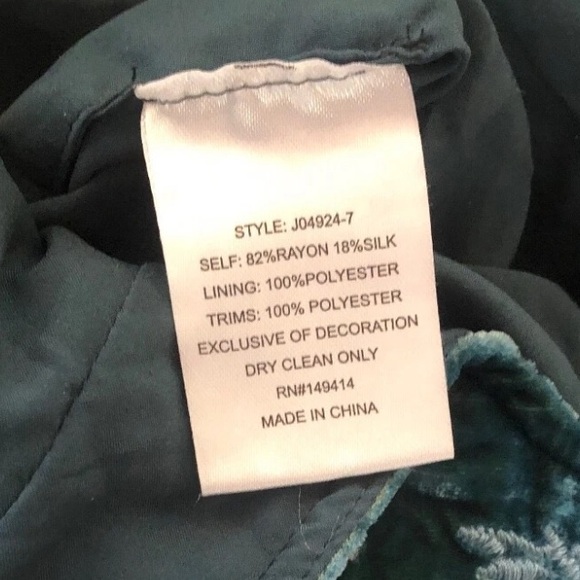 STYLE: J04924-7
SELF: 82%RAYON 18%SILK
LINING: 100%POLYESTER
TRIMS: 100% POLYESTER
EXCLUSIVE OF DECORATION
DRY CLEAN ONLY
RN#149414
MADE IN CHINA